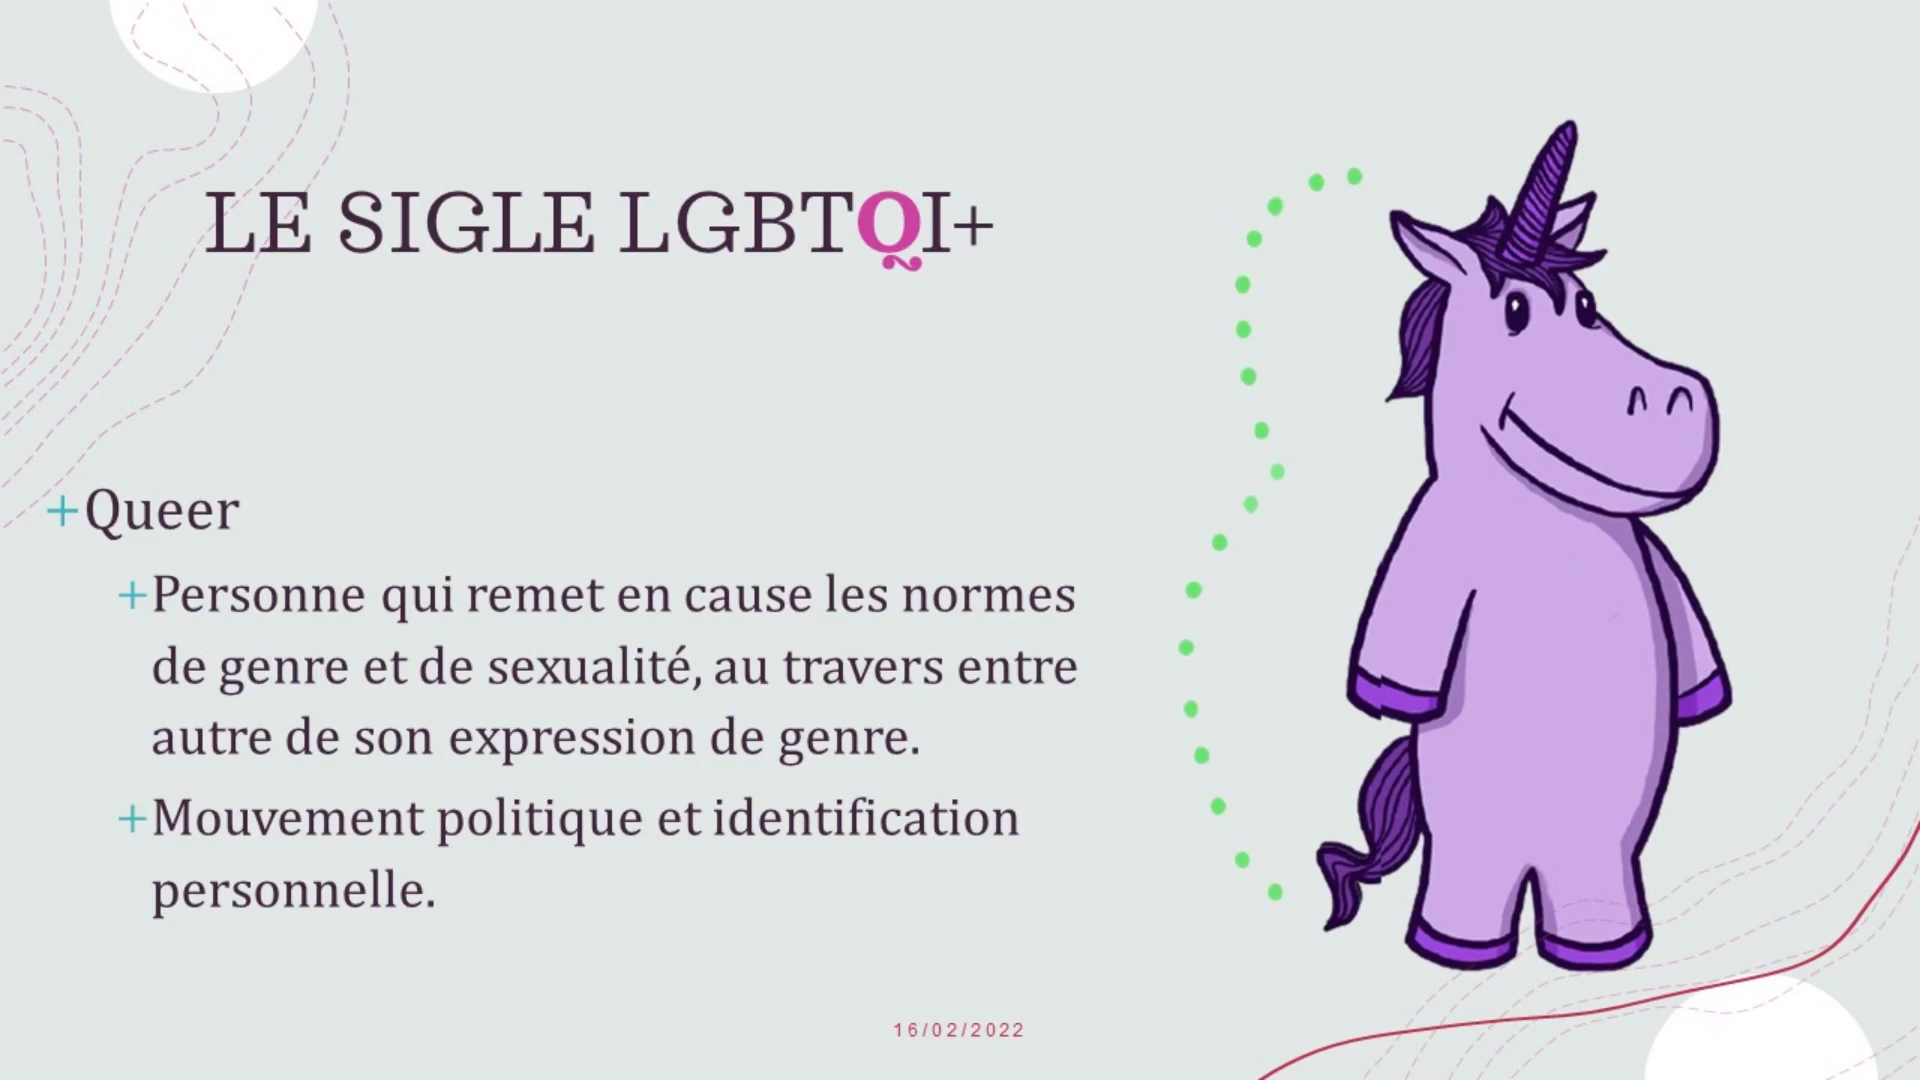 LE SIGLE LGBTQI+
+Queer
+Personne qui remet en cause les normes
de genre et de sexualité, au travers entre
autre de son expression de genre.
+Mouvement politique et identification
personnelle.
16/02/2022